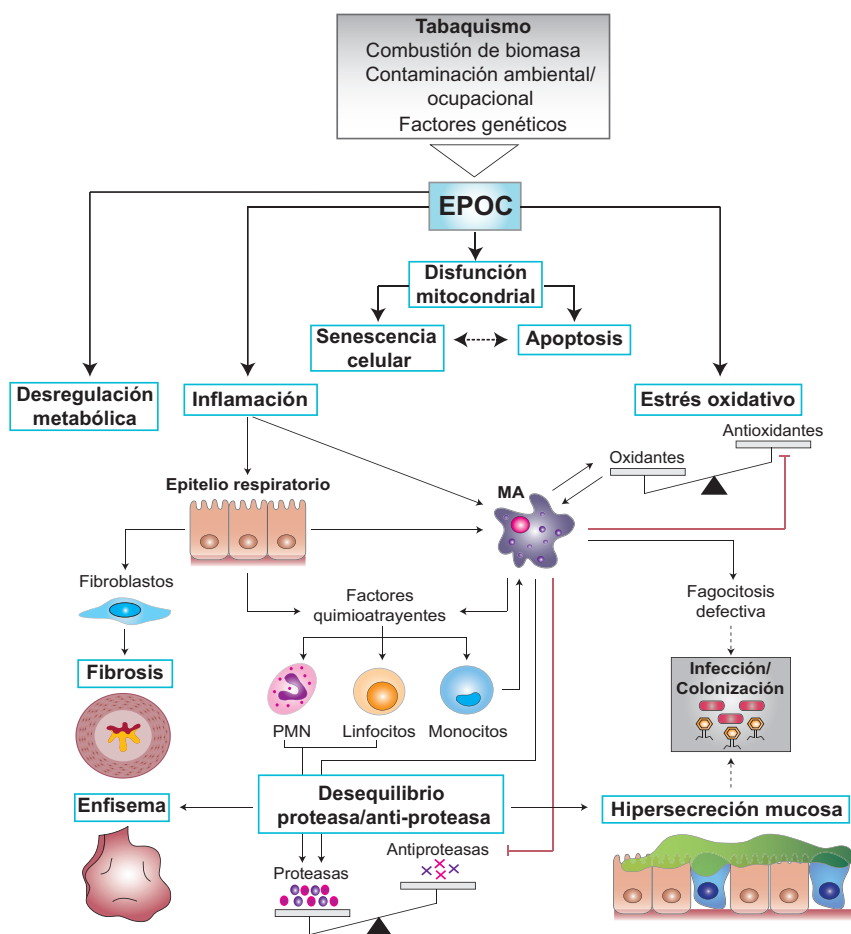 Tabaquismo
Combustión de biomasa
Contaminación ambiental/
ocupacional
Factores genéticos
EPOC
Disfunción
mitocondrial
Senescencia
celular
Apoptosis
Desregulación
metabólica
Inflamación
Estrés oxidativo
Antioxidantes
Oxidantes
Epitelio respiratorio
MA
Fibroblastos
Factores
quimioatrayentes
Fagocitosis
defectiva
Fibrosis
Infección/
Colonización
PMN
Linfocitos
Monocitos
Enfisema
Desequilibrio
proteasa/anti-proteasa
Hipersecreción mucosa
Antiproteasas
Proteasas